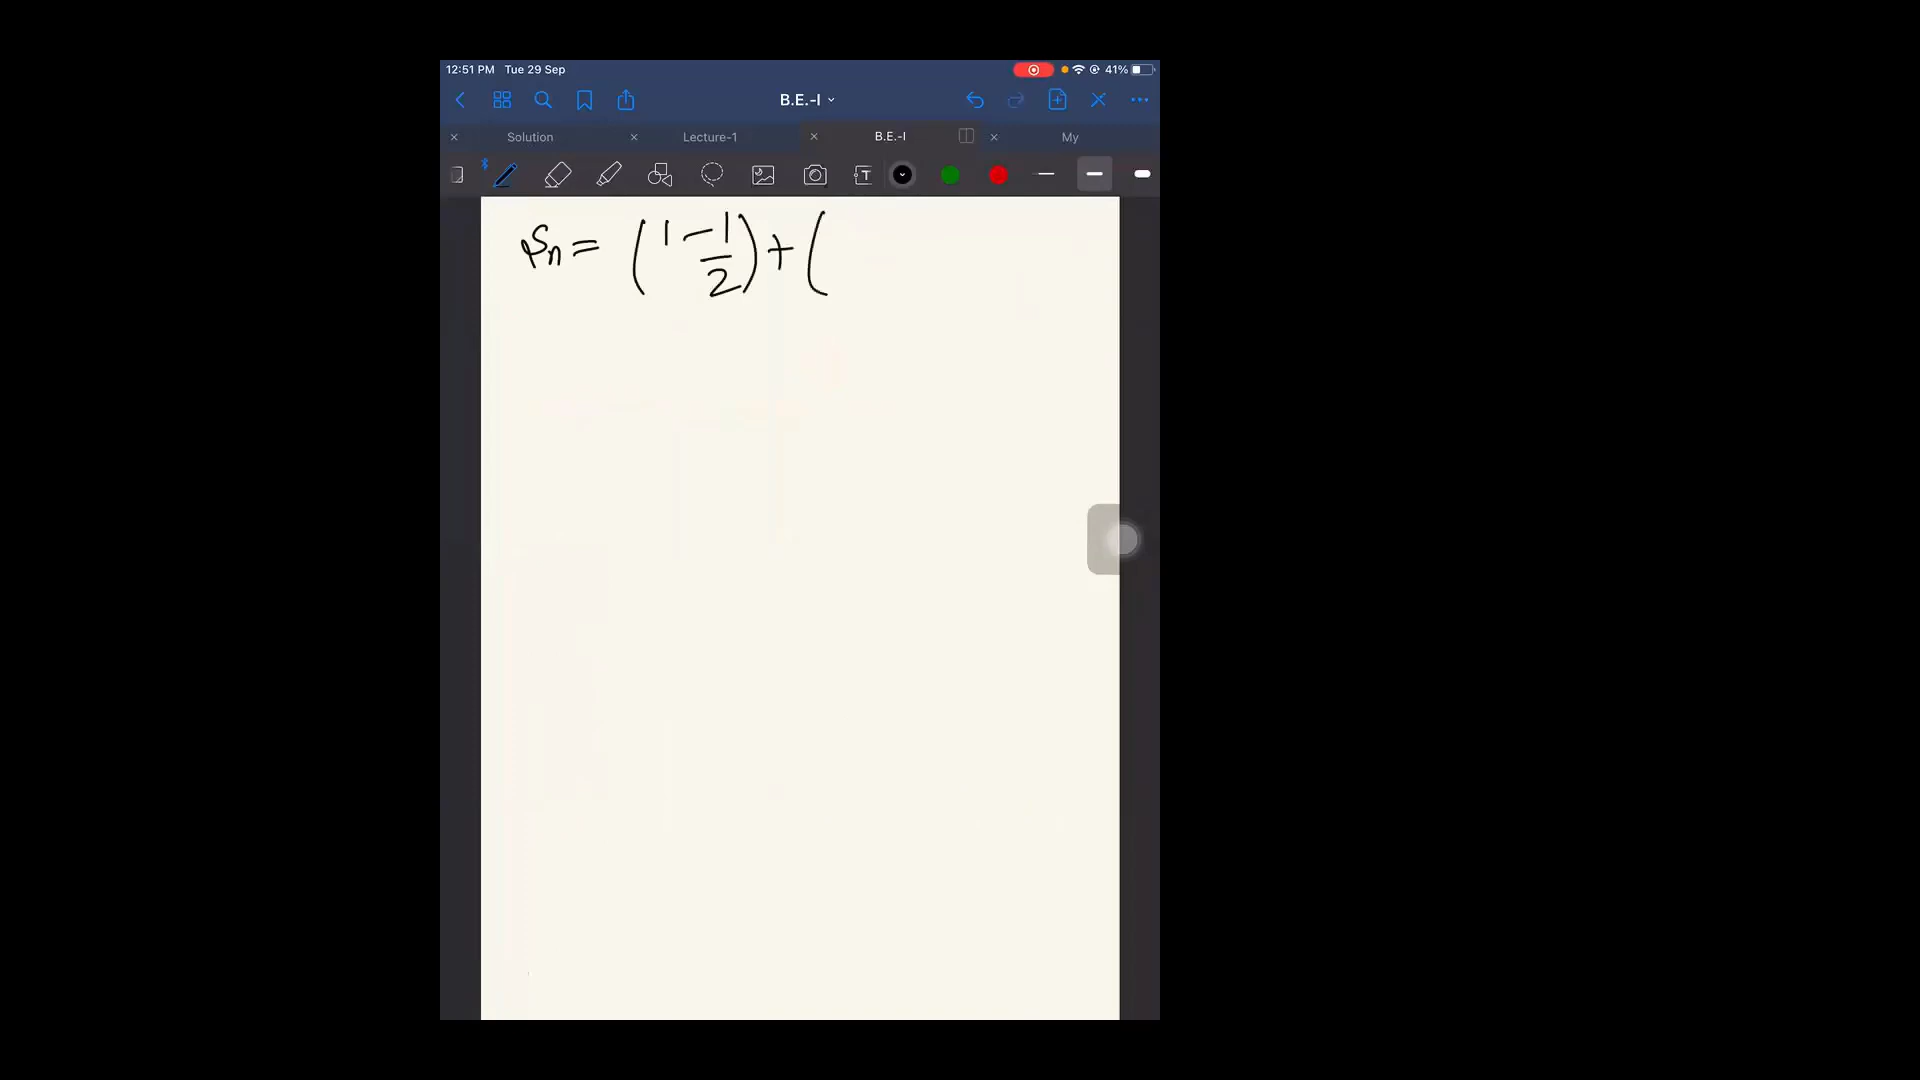 12:51 PM Tue 29 Sep 41%
B.E.-I
Solution Lecture-1 B.E.-I My
T
Sn = (1 - 1/2) + (